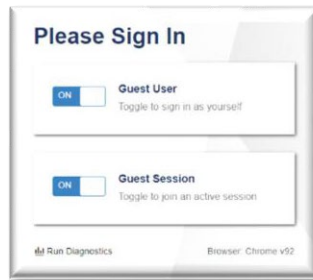 Please Sign In
ON
Guest User
Toggle to sign in as yourself
ON
Guest Session
Toggle to join an active session
Run Diagnostics Browser: Chrome v92